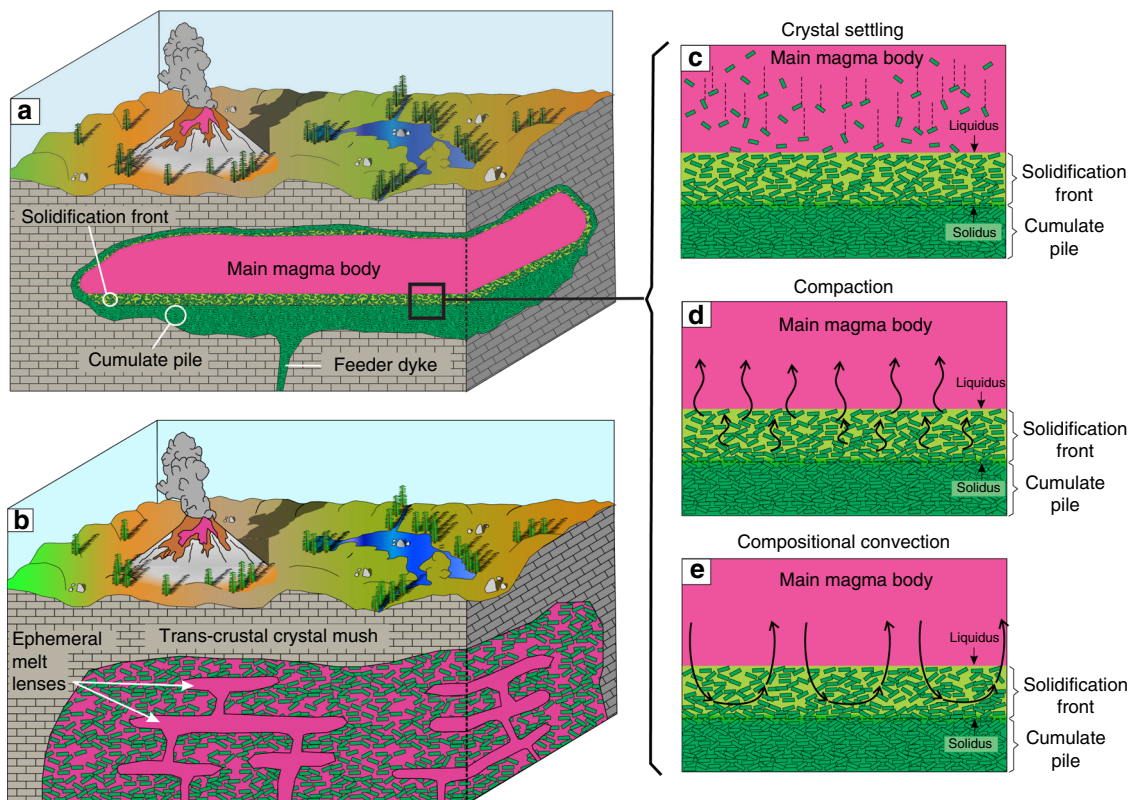 a
Solidification front
Main magma body
Cumulate pile
Feeder dyke
b
Ephemeral
melt
lenses
Trans-crustal crystal mush
Crystal settling
c
Main magma body
Liquidus
Solidification
front
Solidus
Cumulate
pile
Compaction
d
Main magma body
Liquidus
Solidification
front
Solidus
Cumulate
pile
Compositional convection
e
Main magma body
Liquidus
Solidification
front
Solidus
Cumulate
pile